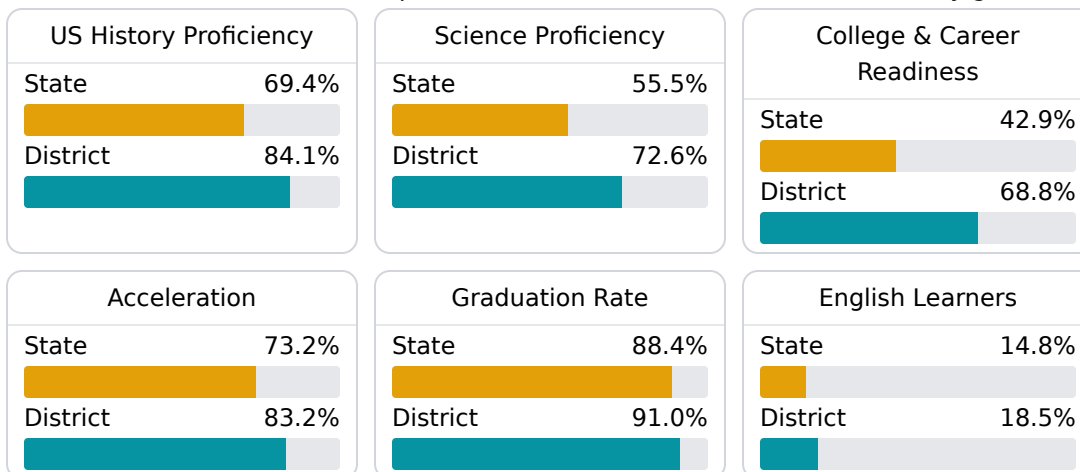 US History Proficiency
State 69.4%
District 84.1%
Science Proficiency
State 55.5%
District 72.6%
College & Career
Readiness
State 42.9%
District 68.8%
Acceleration
State 73.2%
District 83.2%
Graduation Rate
State 88.4%
District 91.0%
English Learners
State 14.8%
District 18.5%